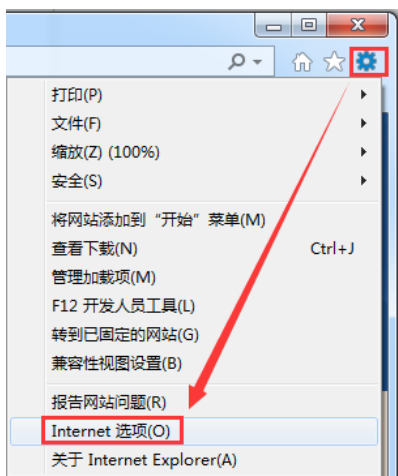 打印(P)
文件(F)
缩放(Z) (100%)
安全(S)
将网站添加到“开始”菜单(M)
查看下载(N) Ctrl+J
管理加载项(M)
F12 开发人员工具(L)
转到已固定的网站(G)
兼容性视图设置(B)
报告网站问题(R)
Internet 选项(O)
关于 Internet Explorer(A)